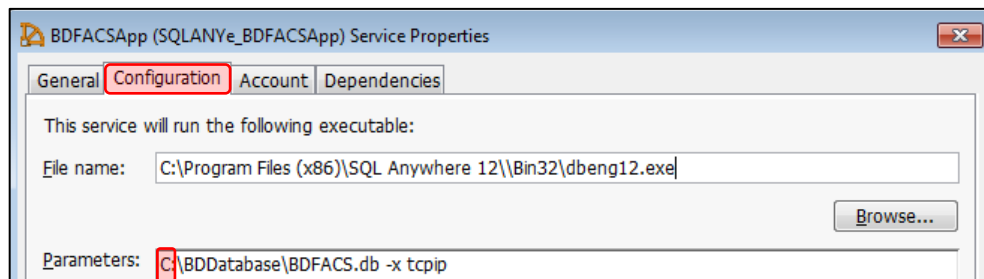 BDFACSApp (SQLANYe_BDFACSApp) Service Properties
General Configuration Account Dependencies
This service will run the following executable:
File name: C:\Program Files (x86)\SQL Anywhere 12\\Bin32\dbeng12.exe
Browse...
Parameters: C:\BDDatabase\BDFACS.db -x tcpip